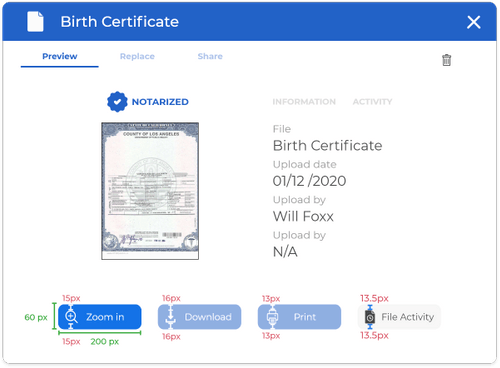 Birth Certificate
Preview
Replace
Share
NOTARIZED
INFORMATION
ACTIVITY
COUNTY OF LOS ANGELES
File
Birth Certificate
Upload date
01/12 /2020
Upload by
Will Foxx
Upload by
N/A
15px
16px
13px
13.5px
60 px
Zoom in
Download
Print
File Activity
15px
200 px
16px
13px
13.5px